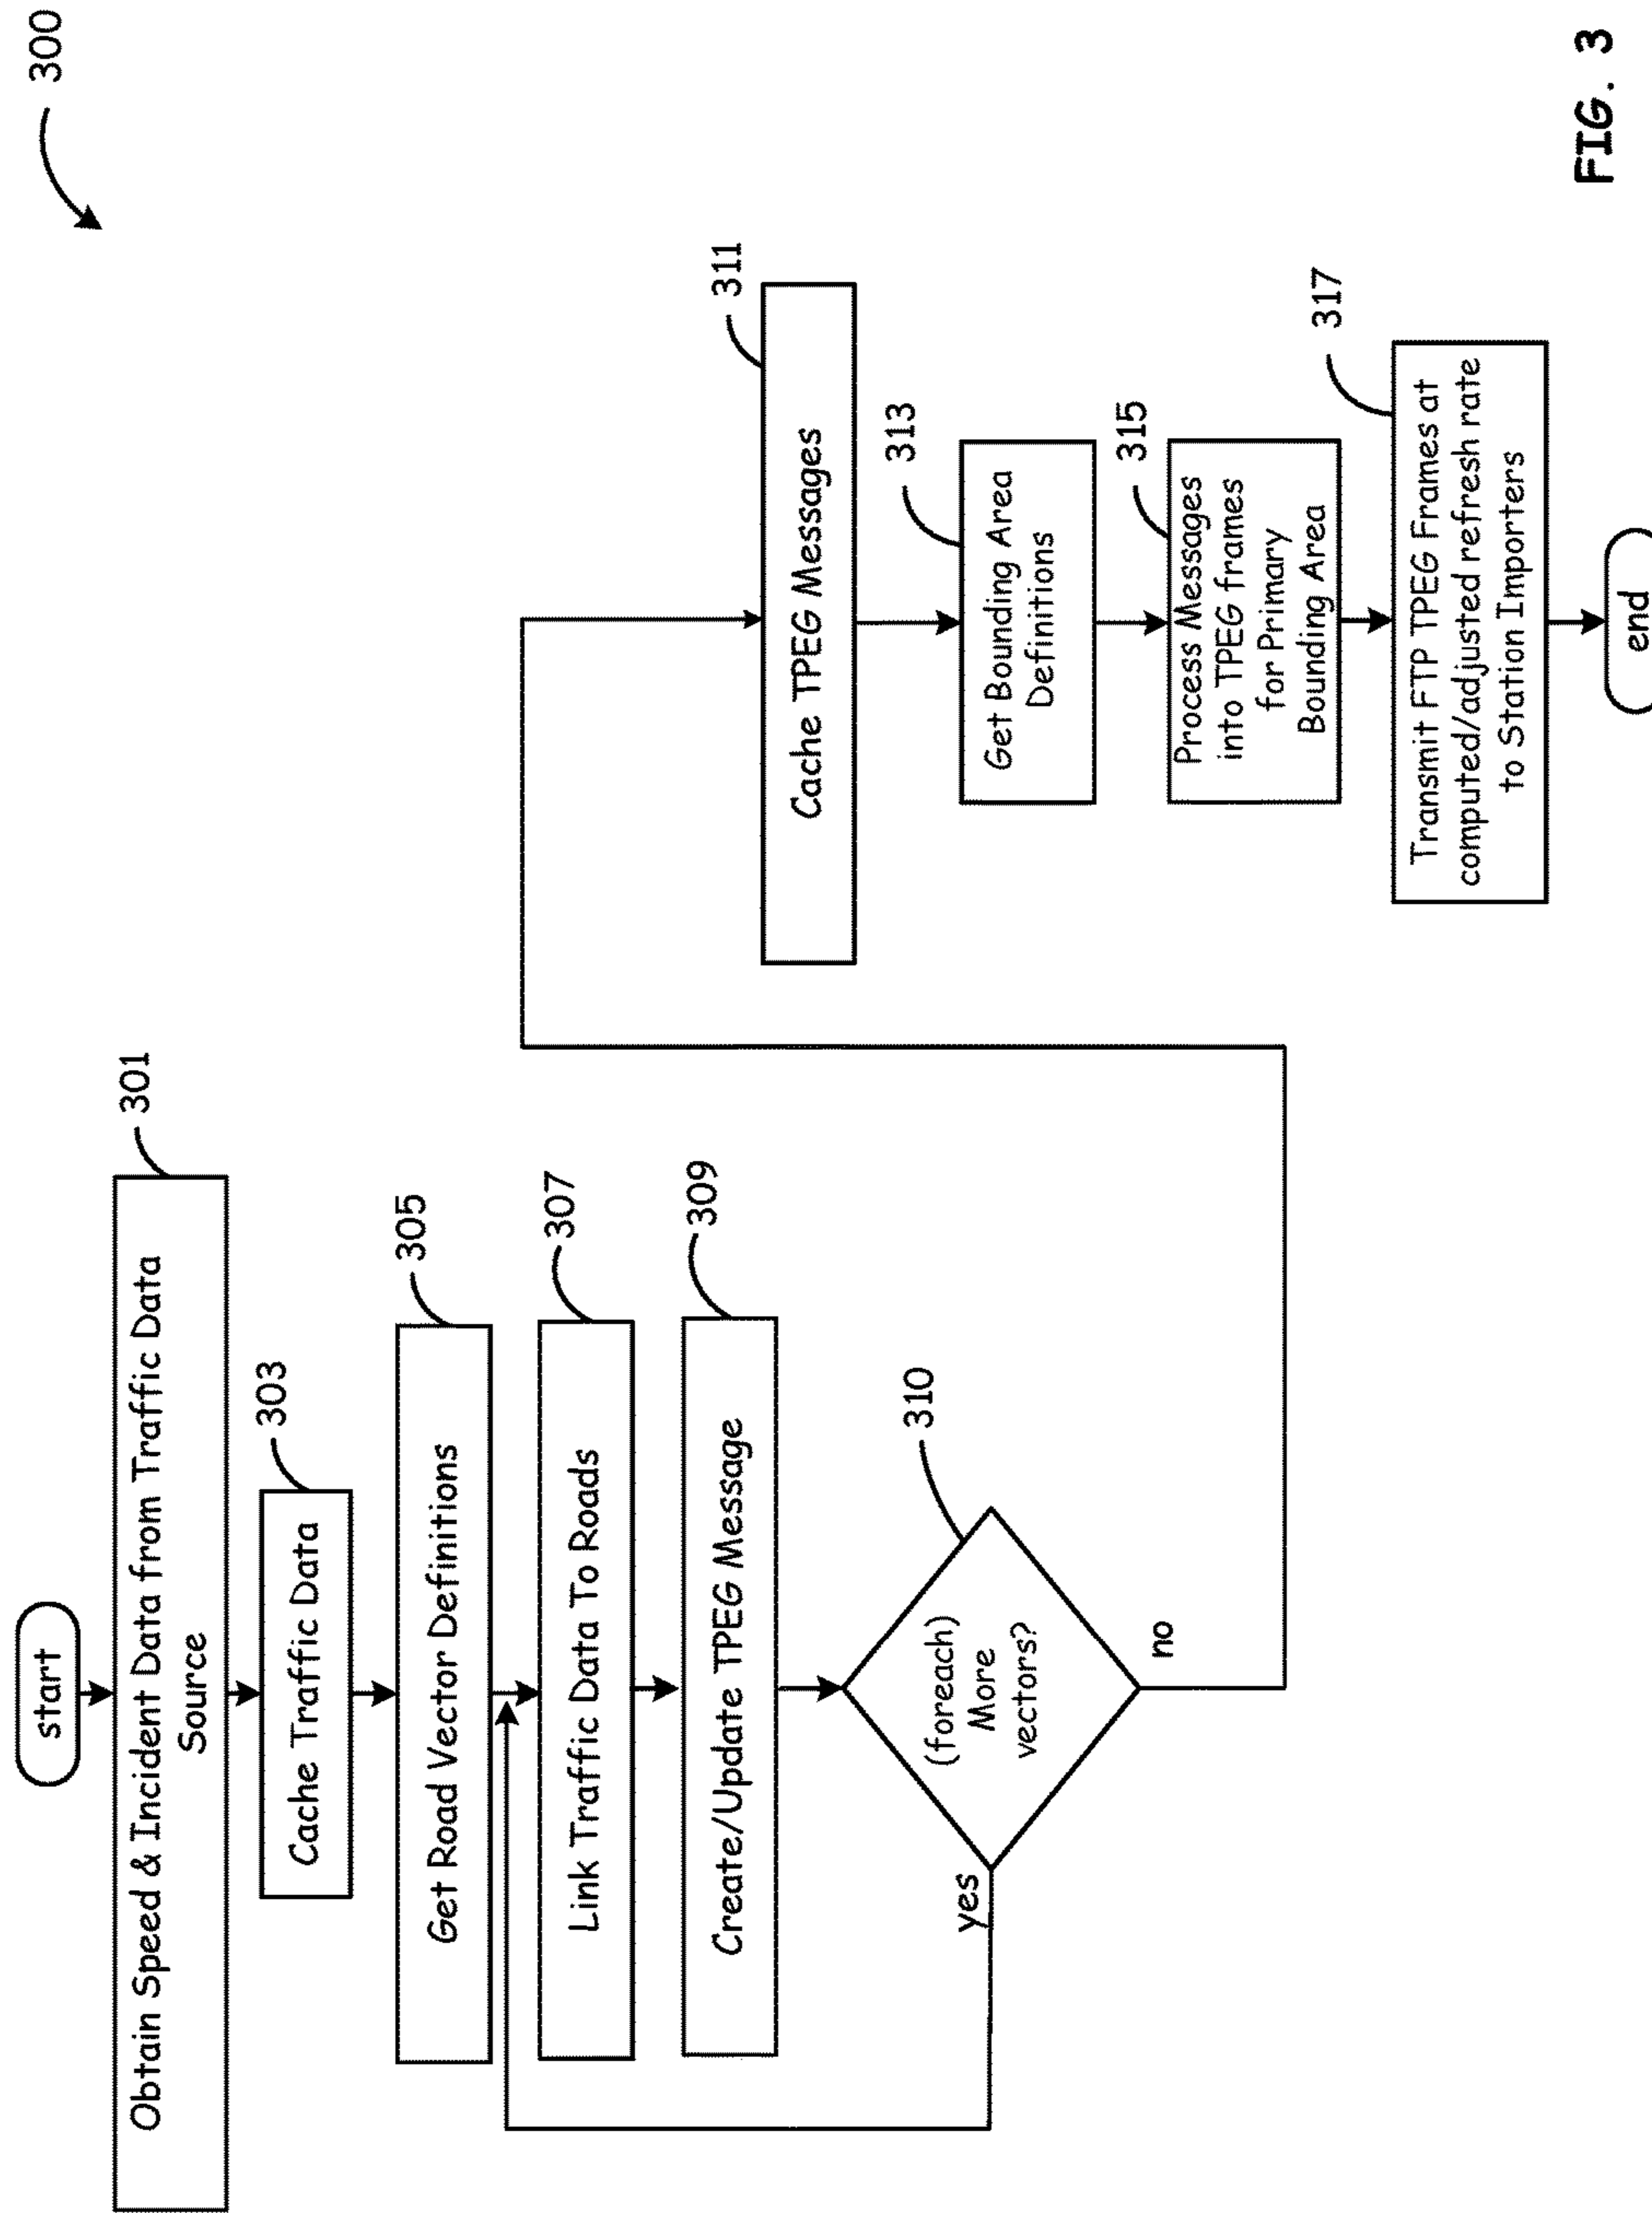 300
start
301
Obtain Speed & Incident Data from Traffic Data
Source
303
Cache Traffic Data
305
Get Road Vector Definitions
307
Link Traffic Data To Roads
309
Create/Update TPEG Message
310
(foreach)
More
vectors?
yes
no
311
Cache TPEG Messages
313
Get Bounding Area
Definitions
315
Process Messages
into TPEG frames
for Primary
Bounding Area
317
Transmit FTP TPEG Frames at
computed/adjusted refresh rate
to Station Importers
end
FIG. 3